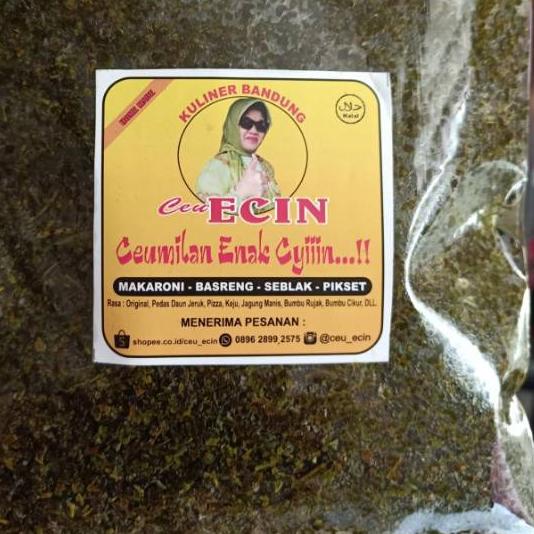 KULINER BANDUNG
حلال
Halal
Ceu ECIN
Ceumilan Enak Cyiiin...!!
MAKARONI - BASRENG - SEBLAK - PIKSET
Rasa : Original, Pedas Daun Jeruk, Pizza, Keju, Jagung Manis, Bumbu Rujak, Bumbu Cikur, DLL.
MENERIMA PESANAN :
shopee.co.id/ceu_ecin 0896 2899 2575 @ceu_ecin